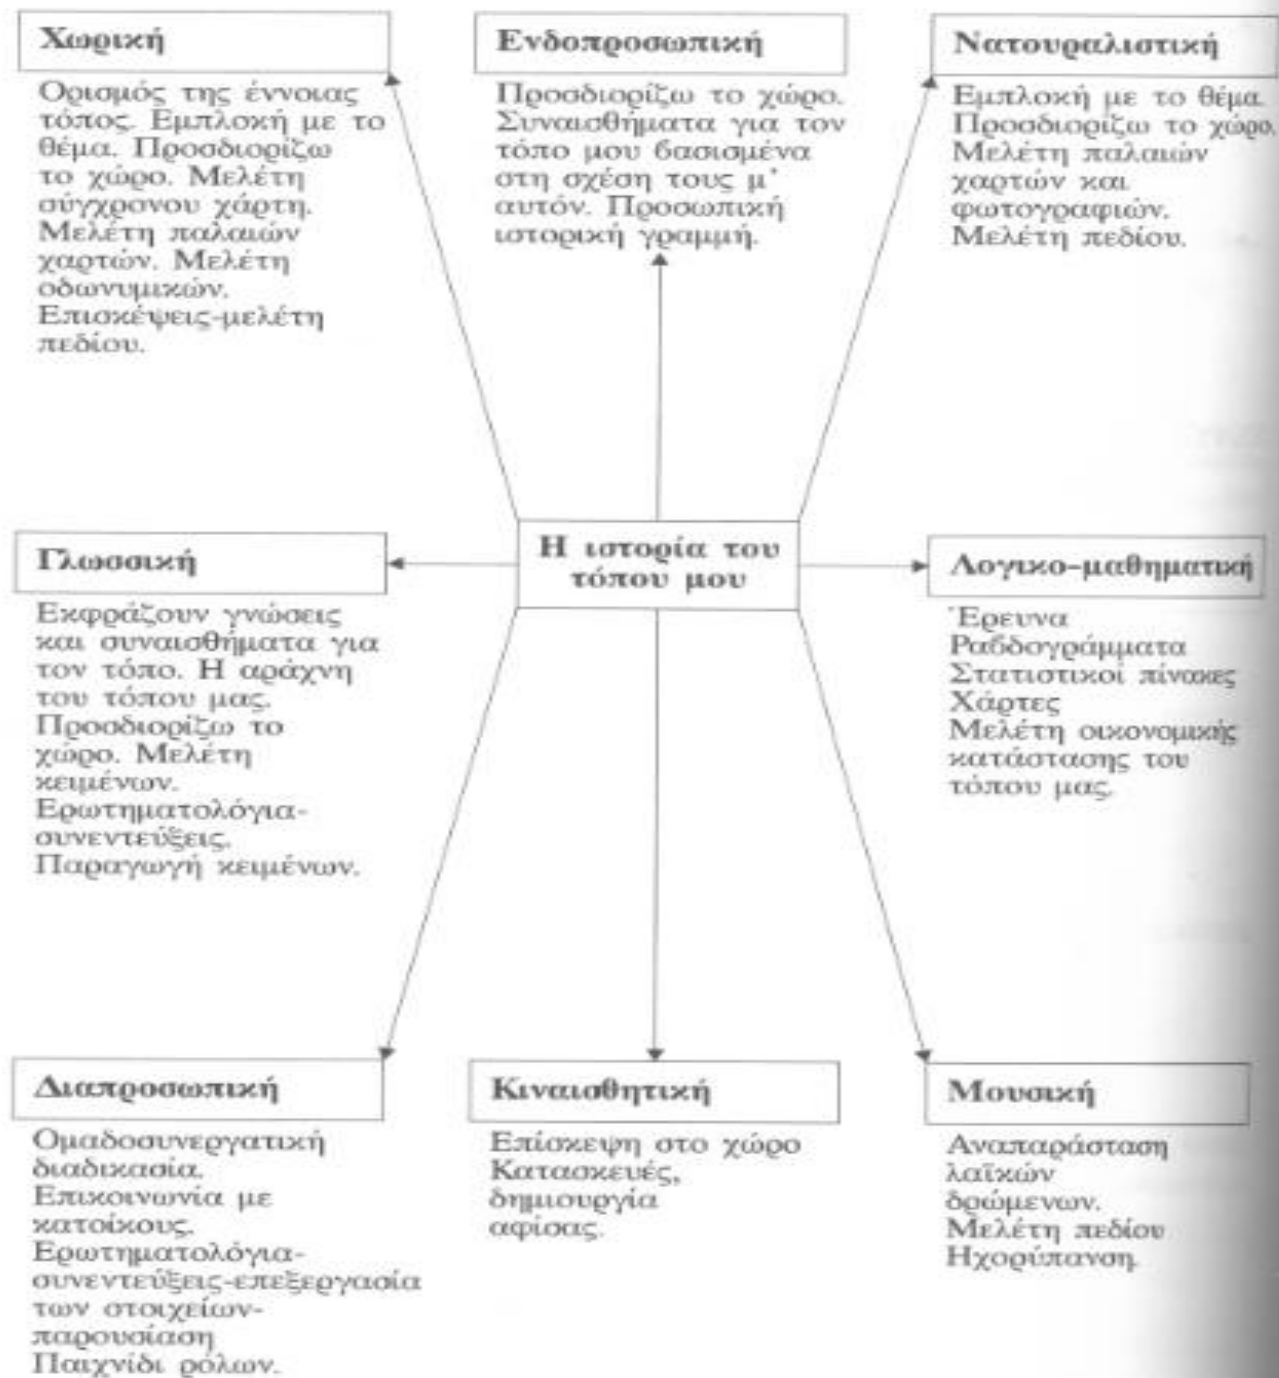 Χωρική
Ορισμός της έννοιας
τόπος. Εμπλοκή με το
θέμα. Προσδιορίζω
το χώρο. Μελέτη
σύγχρονου χάρτη.
Μελέτη παλαιών
χαρτών. Μελέτη
οδωνυμικών.
Επισκέψεις-μελέτη
πεδίου.
Ενδοπροσωπική
Προσδιορίζω το χώρο.
Συναισθήματα για τον
τόπο μου βασισμένα
στη σχέση τους μ'
αυτόν. Προσωπική
ιστορική γραμμή.
Νατουραλιστική
Εμπλοκή με το θέμα.
Προσδιορίζω το χώρο.
Μελέτη παλαιών
χαρτών και
φωτογραφιών.
Μελέτη πεδίου.
Γλωσσική
Εκφράζουν γνώσεις
και συναισθήματα για
τον τόπο. Η αράχνη
του τόπου μας.
Προσδιορίζω το
χώρο. Μελέτη
κειμένων.
Ερωτηματολόγια-
συνεντεύξεις.
Παραγωγή κειμένων.
Η ιστορία του
τόπου μου
Λογικο-μαθηματική
Έρευνα
Ραβδογράμματα
Στατιστικοί πίνακες
Χάρτες
Μελέτη οικονομικής
κατάστασης του
τόπου μας.
Διαπροσωπική
Ομαδοσυνεργατική
διαδικασία.
Επικοινωνία με
κατοίκους.
Ερωτηματολόγια-
συνεντεύξεις-επεξεργασία
των στοιχείων-
παρουσίαση
Παιχνίδι ρόλων.
Κιναισθητική
Επίσκεψη στο χώρο
Κατασκευές,
δημιουργία
αφίσας.
Μουσική
Αναπαράσταση
λαϊκών
δρώμενων.
Μελέτη πεδίου
Ηχορύπανση.